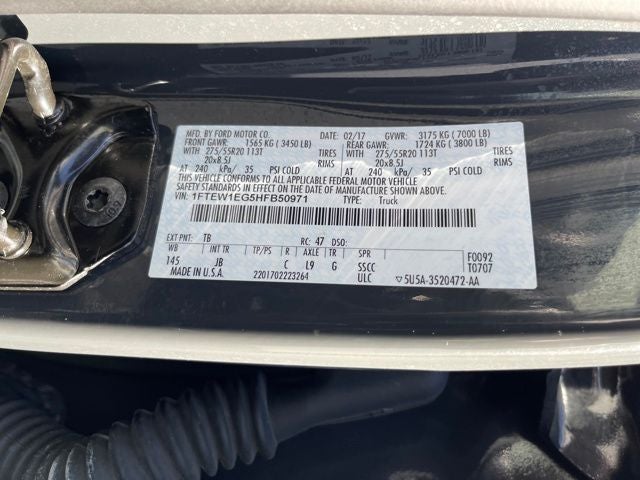 MFD. BY FORD MOTOR CO. DATE: 02/17 GVWR: 3175 KG ( 7000 LB)
FRONT GAWR: 1565 KG ( 3450 LB) REAR GAWR: 1724 KG ( 3800 LB)
WITH 275/55R20 113T TIRES WITH 275/55R20 113T TIRES
20x8.5J RIMS 20x8.5J RIMS
AT 240 kPa/ 35 PSI COLD AT 240 kPa/ 35 PSI COLD
THIS VEHICLE CONFORMS TO ALL APPLICABLE FEDERAL MOTOR VEHICLE
SAFETY STANDARDS IN EFFECT ON THE DATE OF MANUFACTURE SHOWN ABOVE.
VIN: 1FTEW1EG5HFB50971 TYPE: Truck
EXT PNT: TB RC: 47 DSO: F0092
WB INT TR TP/PS R AXLE TR SPR T0707
145 JB C L9 G SSCC
MADE IN U.S.A. 2201702223264 ULC 5U5A-3520472-AA